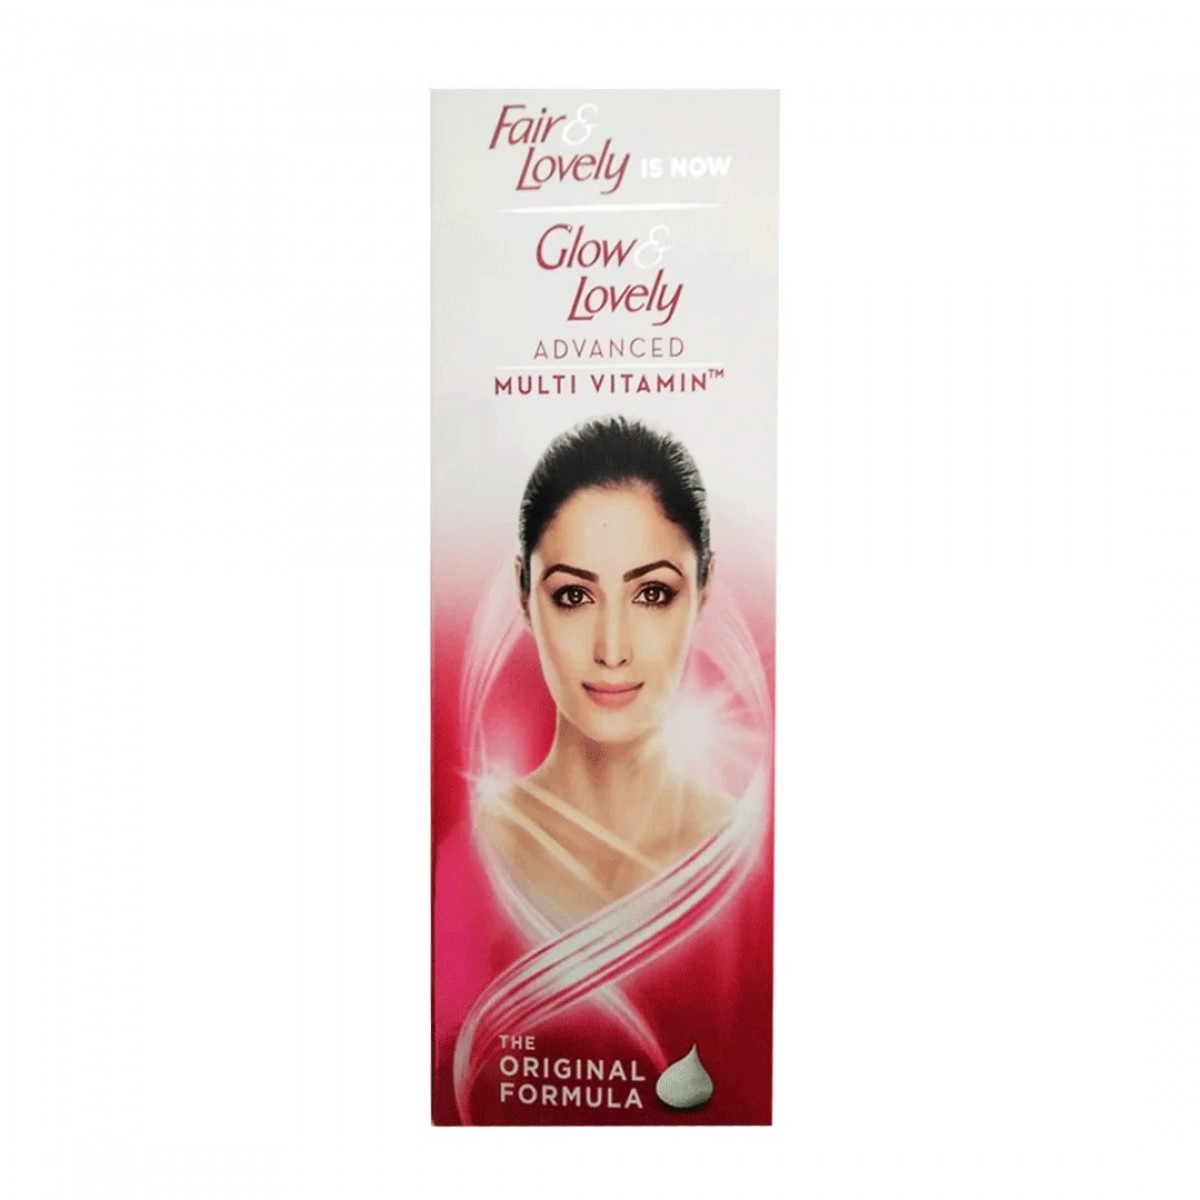 Fair &
Lovely IS NOW
Glow &
Lovely
ADVANCED
MULTI VITAMIN™
THE
ORIGINAL
FORMULA